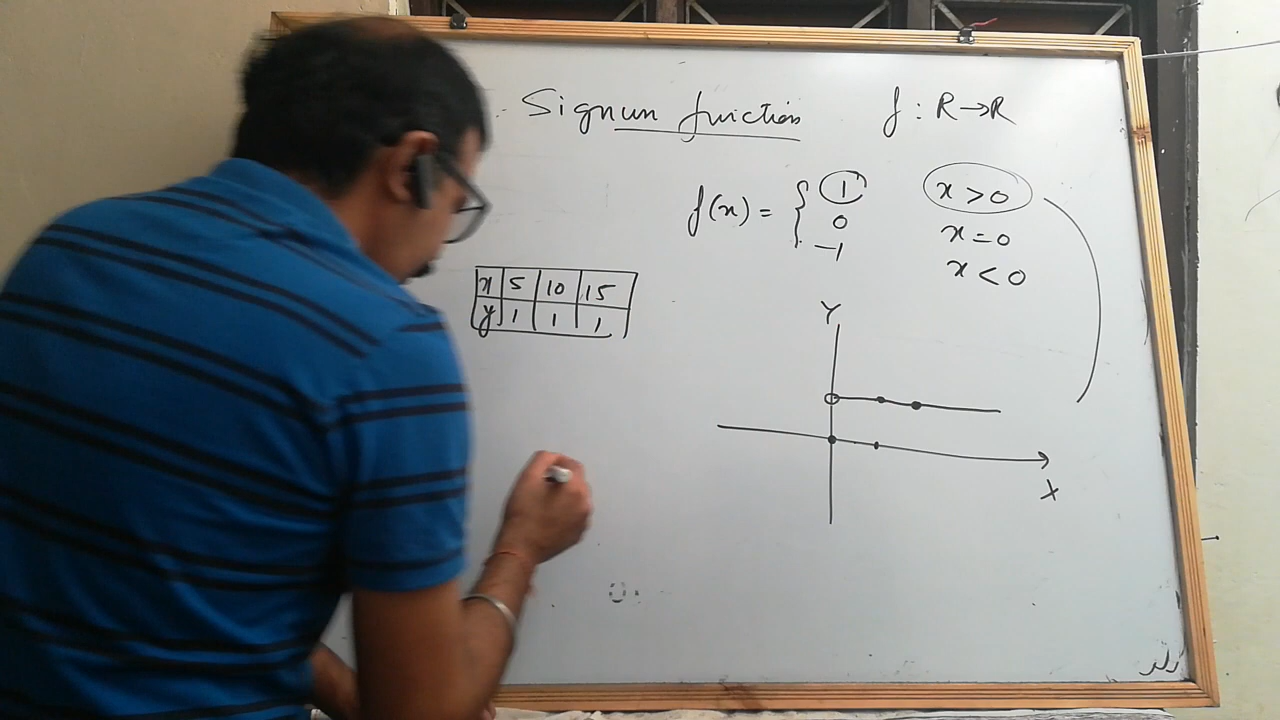 Signum function f : R→R
f(x) = { 1 x > 0
0 x = 0
-1 x < 0
x 5 10 15
y 1 1 1
Y
X